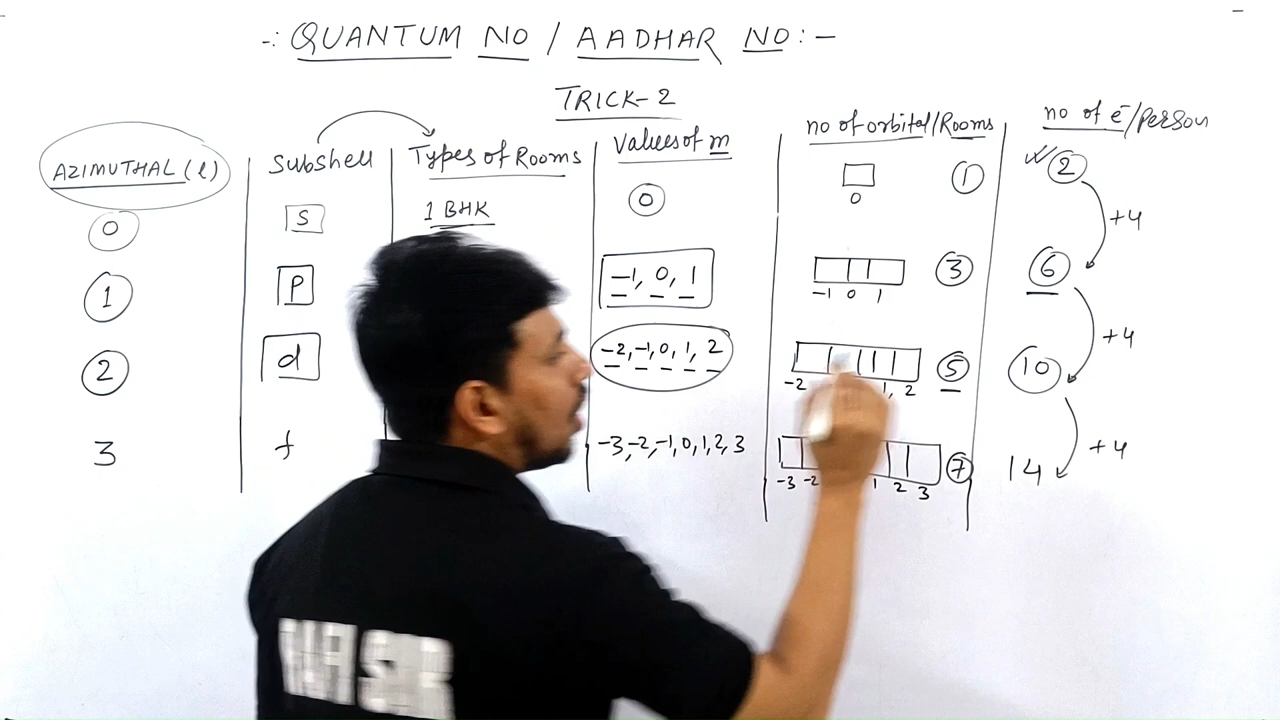 -: QUANTUM NO / AADHAR NO :-
TRICK-2
AZIMUTHAL (l) Subshell Types of Rooms Values of m no of orbital/Rooms no of e⁻/Person
0 S 1 BHK 0 0 1 2
+4
1 P -1, 0, 1 -1 0 1 3 6
+4
2 d -2,-1,0,1,2 -2 1, 2 5 10
+4
3 f -3,-2,-1,0,1,2,3 -3 -2 1 2 3 7 14